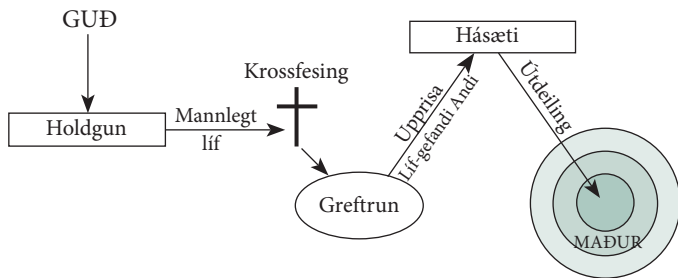 GUÐ
Holdgun
Mannlegt
líf
Krossfesing
Greftrun
Upprisa
Líf-gefandi Andi
Hásæti
Útdeiling
MAÐUR